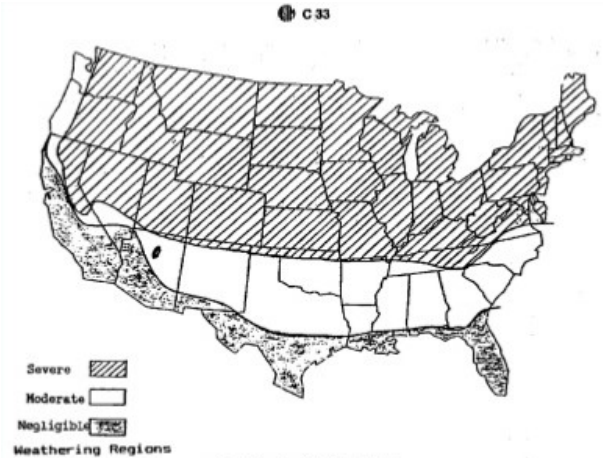 C 33
Severe
Moderate
Negligible
Weathering Regions